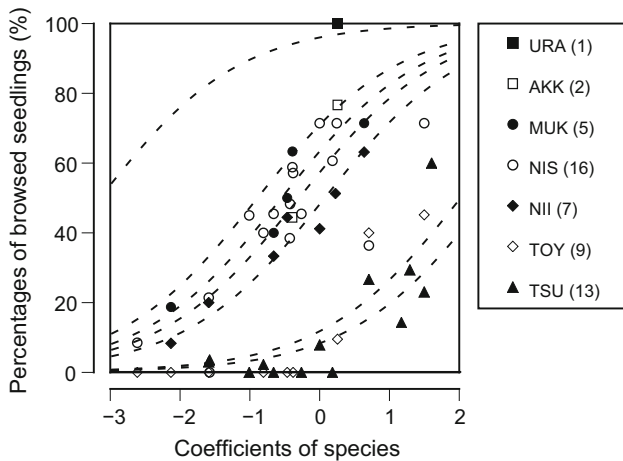 Percentages of browsed seedlings (%)
100
80
60
40
20
0
−3
−2
−1
0
1
2
Coefficients of species
URA (1)
AKK (2)
MUK (5)
NIS (16)
NII (7)
TOY (9)
TSU (13)